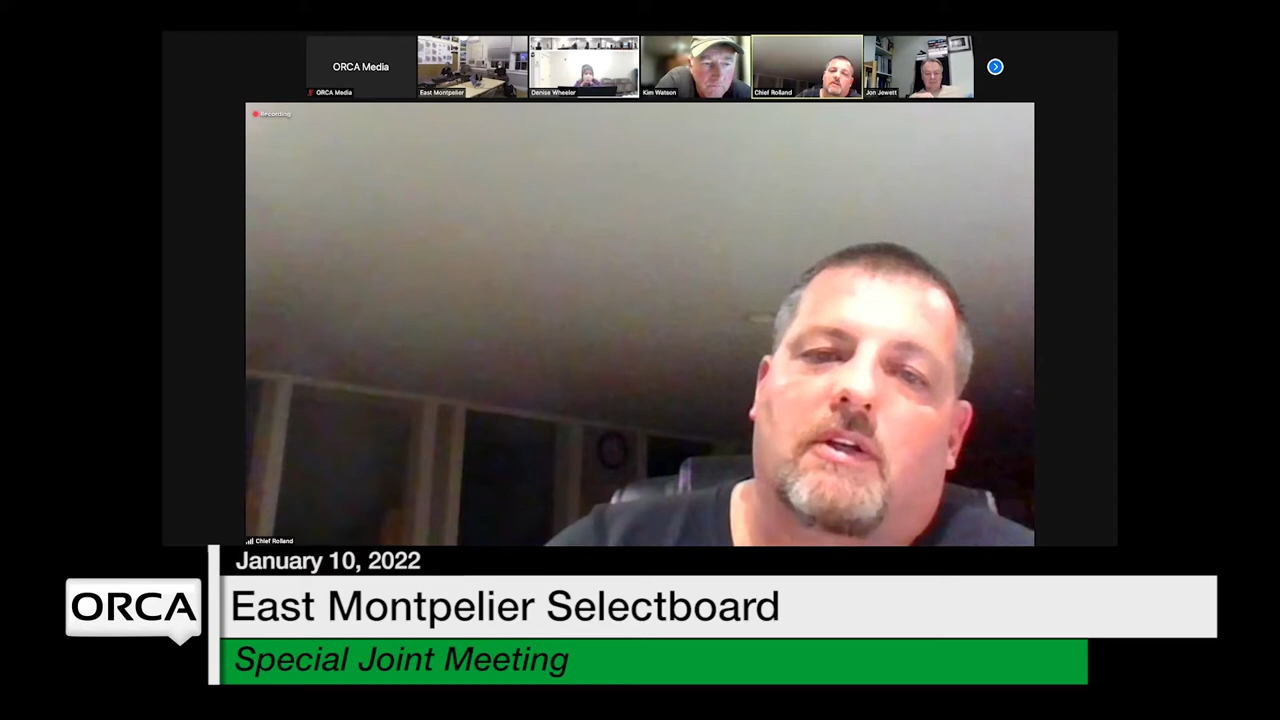 ORCA Media
ORCA Media
East Montpelier
Denise Wheeler
Kim Watson
Chief Rolland
Jon Jewett
Recording
Chief Rolland
January 10, 2022
ORCA
East Montpelier Selectboard
Special Joint Meeting